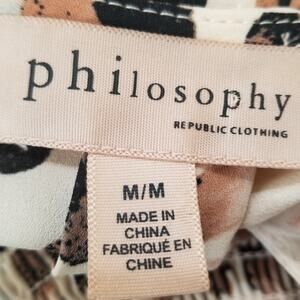 philosophy
REPUBLIC CLOTHING
M/M
MADE IN
CHINA
FABRIQUÉ EN
CHINE